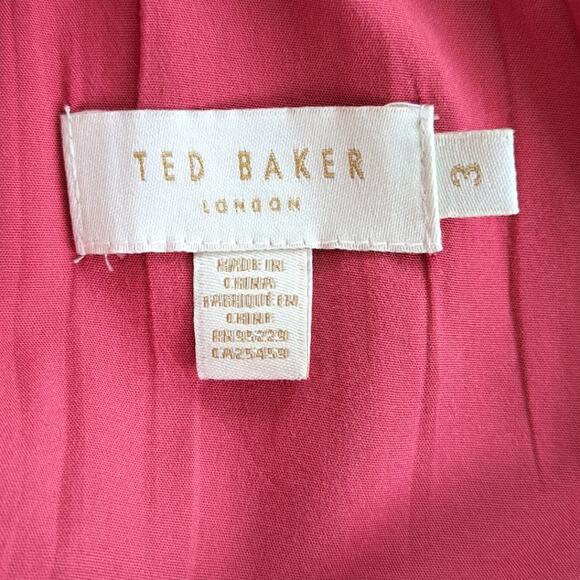 TED BAKER
LONDON
3
MADE IN
CHINA
FABRIQUÉ EN
CHINE
RN95229
CA25459